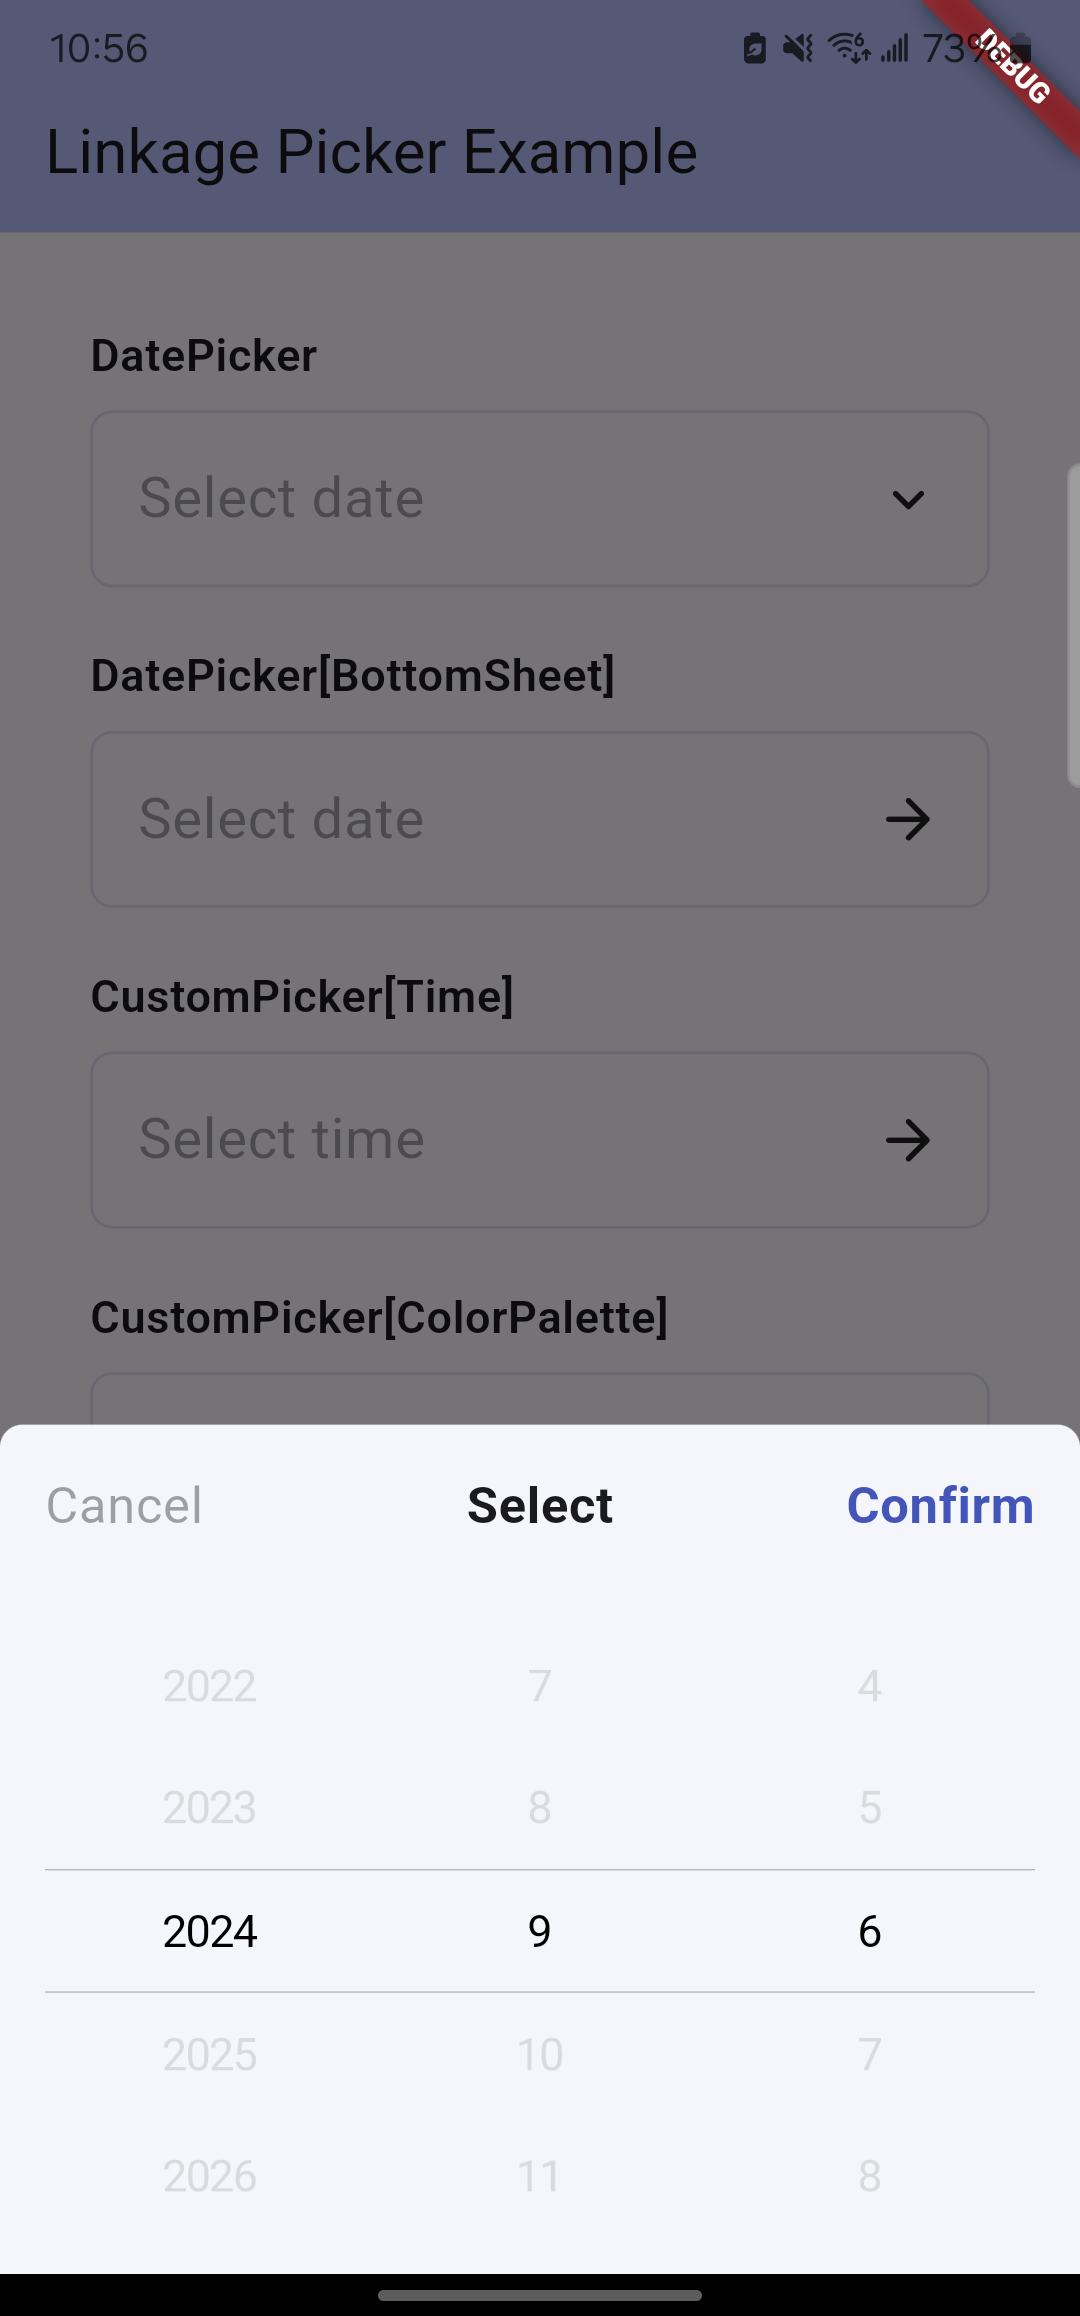 10:56
6
73%
DEBUG
Linkage Picker Example
DatePicker
Select date
DatePicker[BottomSheet]
Select date
CustomPicker[Time]
Select time
CustomPicker[ColorPalette]
Cancel Select Confirm
2022 7 4
2023 8 5
2024 9 6
2025 10 7
2026 11 8